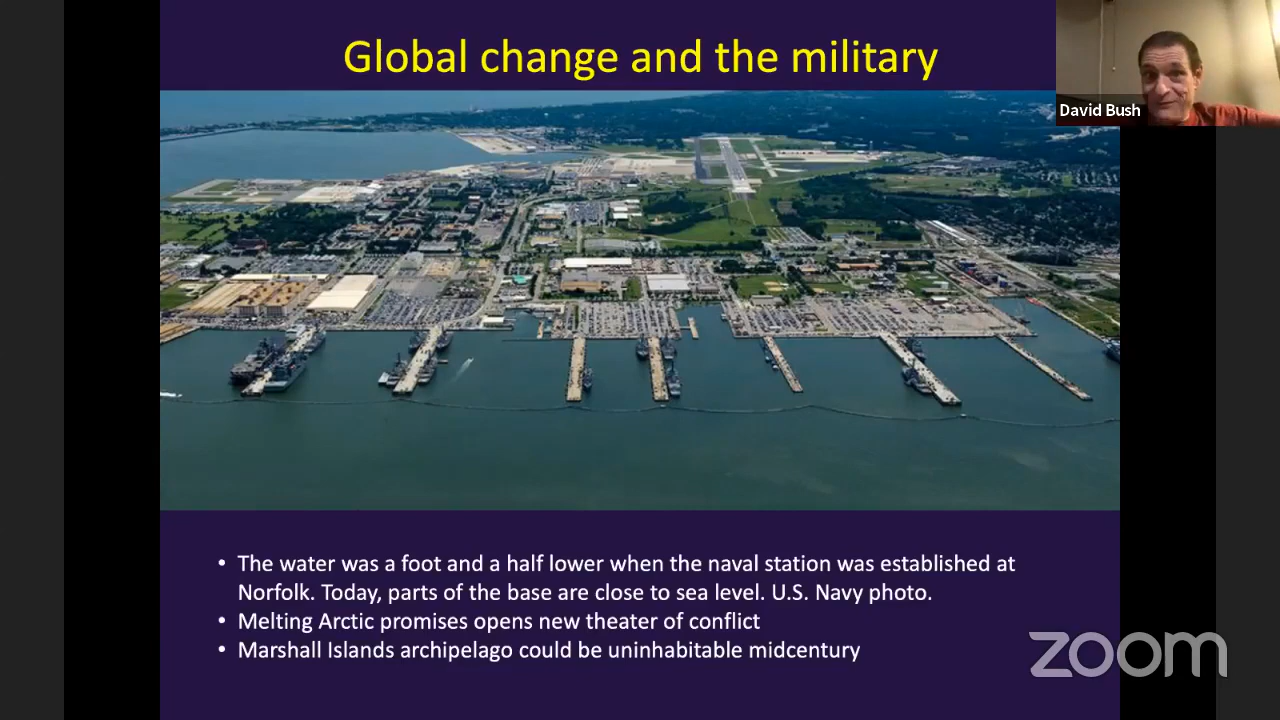 Global change and the military
David Bush
• The water was a foot and a half lower when the naval station was established at
Norfolk. Today, parts of the base are close to sea level. U.S. Navy photo.
• Melting Arctic promises opens new theater of conflict
• Marshall Islands archipelago could be uninhabitable midcentury
zoom